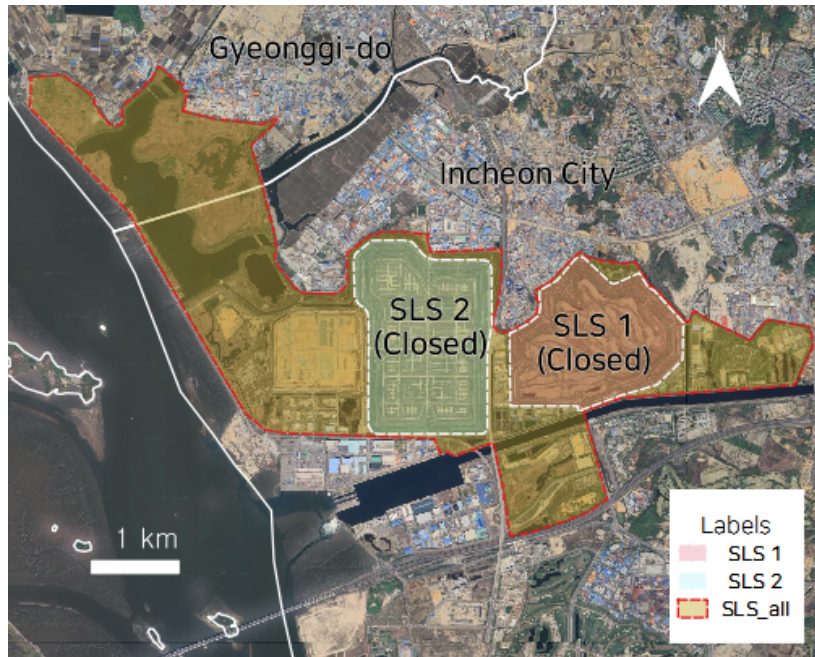 Gyeonggi-do
N
Incheon City
SLS 2
(Closed)
SLS 1
(Closed)
1 km
Labels
SLS 1
SLS 2
SLS_all